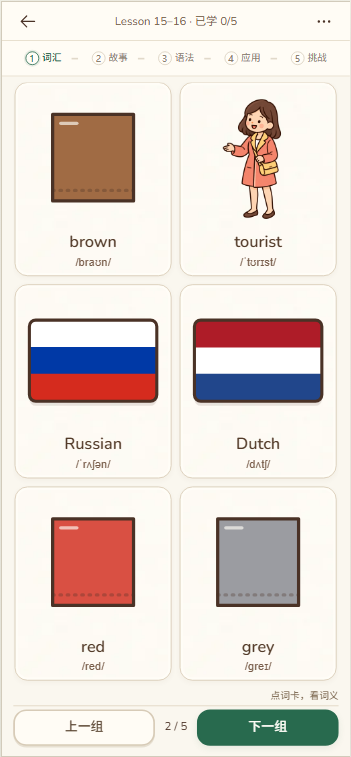 Lesson 15–16 · 已学 0/5
1 词汇 – 2 故事 – 3 语法 – 4 应用 – 5 挑战
brown tourist
/braʊn/ /ˈtʊrɪst/
Russian Dutch
/ˈrʌʃən/ /dʌtʃ/
red grey
/red/ /ɡreɪ/
点词卡，看词义
上一组 2 / 5 下一组